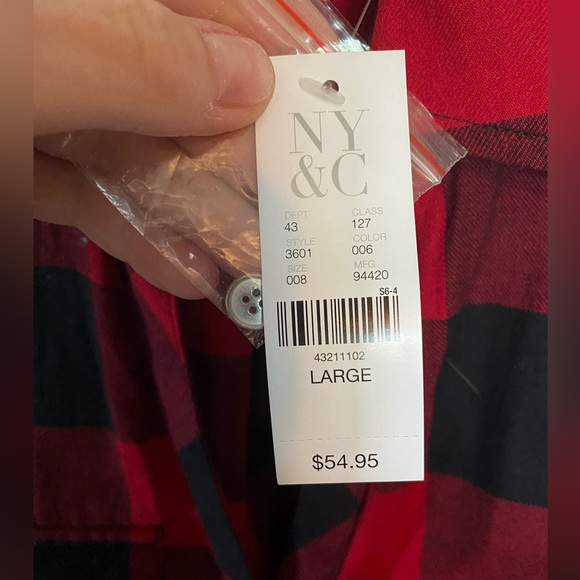 NY
&C
DEPT CLASS
43 127
STYLE COLOR
3601 006
SIZE MFG
008 94420
S6-4
43211102
LARGE
$54.95